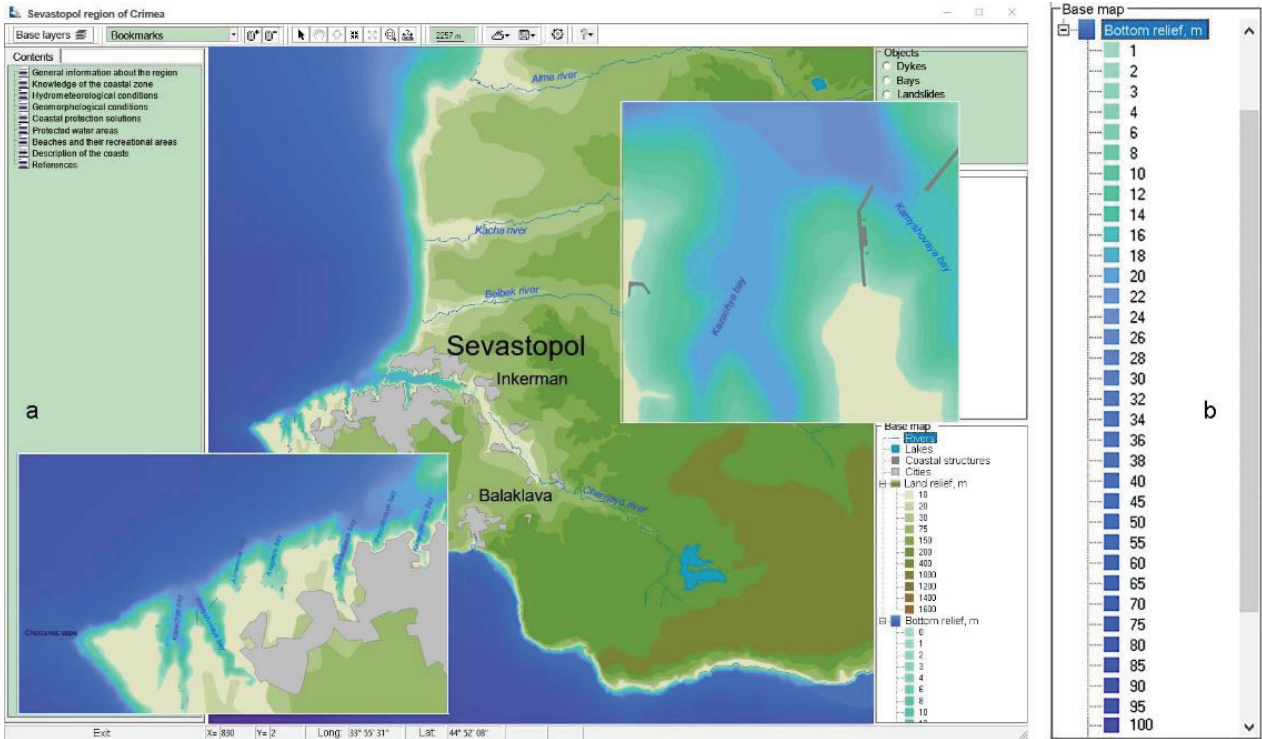 Sevastopol region of Crimea
Base layers
Bookmarks
2257 m
Contents
General information about the region
Knowledge of the coastal zone
Hydrometeorological conditions
Geomorphological conditions
Coastal protection solutions
Protected water areas
Beaches and their recreational areas
Description of the coasts
References
a
Alma river
Kacha river
Belbek river
Sevastopol
Inkerman
Balaklava
Chernaya river
Objects
Dykes
Bays
Landslides
Kazachya bay
Kamyshovaya bay
Chersones cape
Kazachya bay
Kamyshovaya bay
Base map
Rivers
Lakes
Coastal structures
Cities
Land relief, m
10
20
30
75
150
200
400
1000
1200
1400
1600
Bottom relief, m
0
1
2
3
4
6
8
10
Exit
X= 830
Y= 2
Long: 33° 55' 31"
Lat: 44° 52' 08"
Base map
Bottom relief, m
1
2
3
4
6
8
10
12
14
16
18
20
22
24
26
28
30
32
34
36
38
40
45
50
55
60
65
70
75
80
85
90
95
100
b